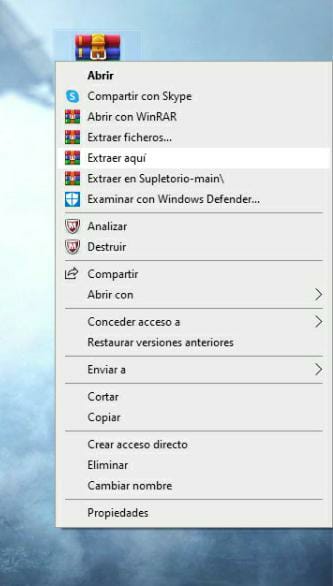 Abrir
Compartir con Skype
Abrir con WinRAR
Extraer ficheros...
Extraer aquí
Extraer en Supletorio-main\
Examinar con Windows Defender...
Analizar
Destruir
Compartir
Abrir con
Conceder acceso a
Restaurar versiones anteriores
Enviar a
Cortar
Copiar
Crear acceso directo
Eliminar
Cambiar nombre
Propiedades